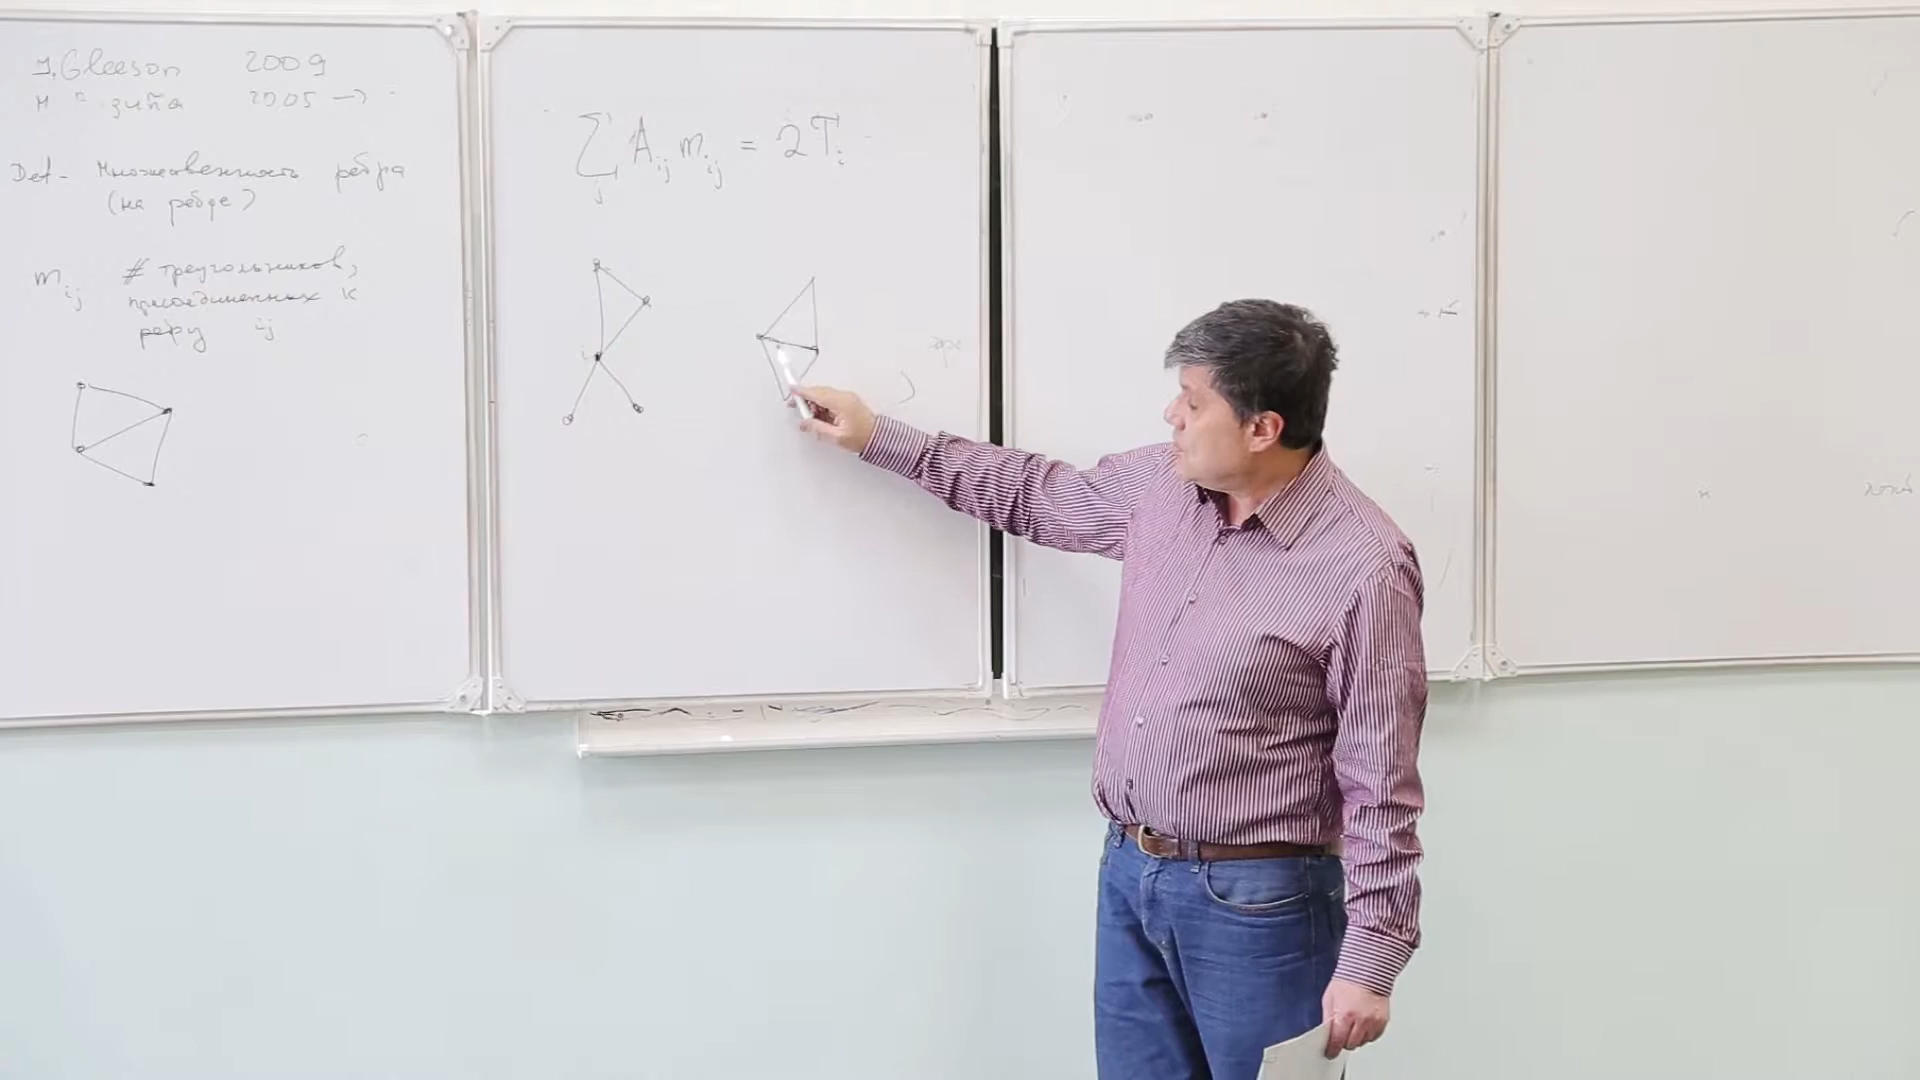 J. Gleeson 2009
2005 →
Def - Множественность ребра
(на ребре)
m_ij # треугольников,
присоединенных к
ребру ij
∑_j A_ij m_ij = 2T_i
i